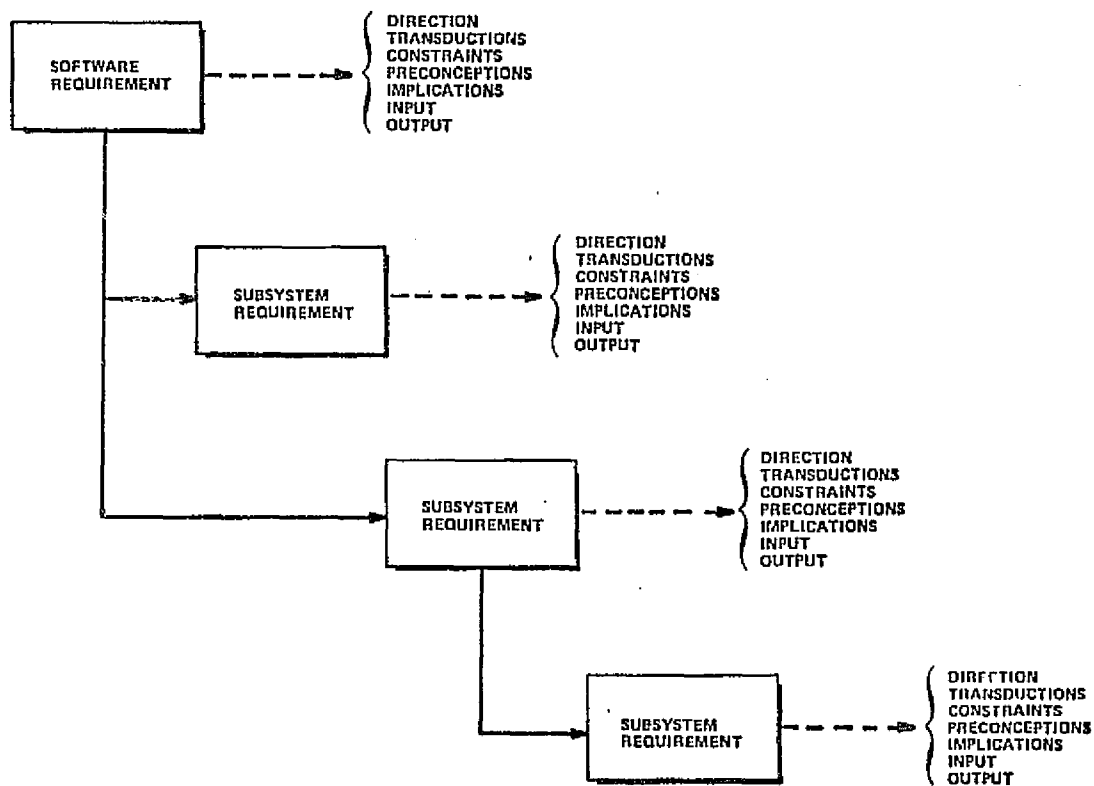 SOFTWARE
REQUIREMENT
DIRECTION
TRANSDUCTIONS
CONSTRAINTS
PRECONCEPTIONS
IMPLICATIONS
INPUT
OUTPUT
SUBSYSTEM
REQUIREMENT
DIRECTION
TRANSDUCTIONS
CONSTRAINTS
PRECONCEPTIONS
IMPLICATIONS
INPUT
OUTPUT
SUBSYSTEM
REQUIREMENT
DIRECTION
TRANSDUCTIONS
CONSTRAINTS
PRECONCEPTIONS
IMPLICATIONS
INPUT
OUTPUT
SUBSYSTEM
REQUIREMENT
DIRECTION
TRANSDUCTIONS
CONSTRAINTS
PRECONCEPTIONS
IMPLICATIONS
INPUT
OUTPUT